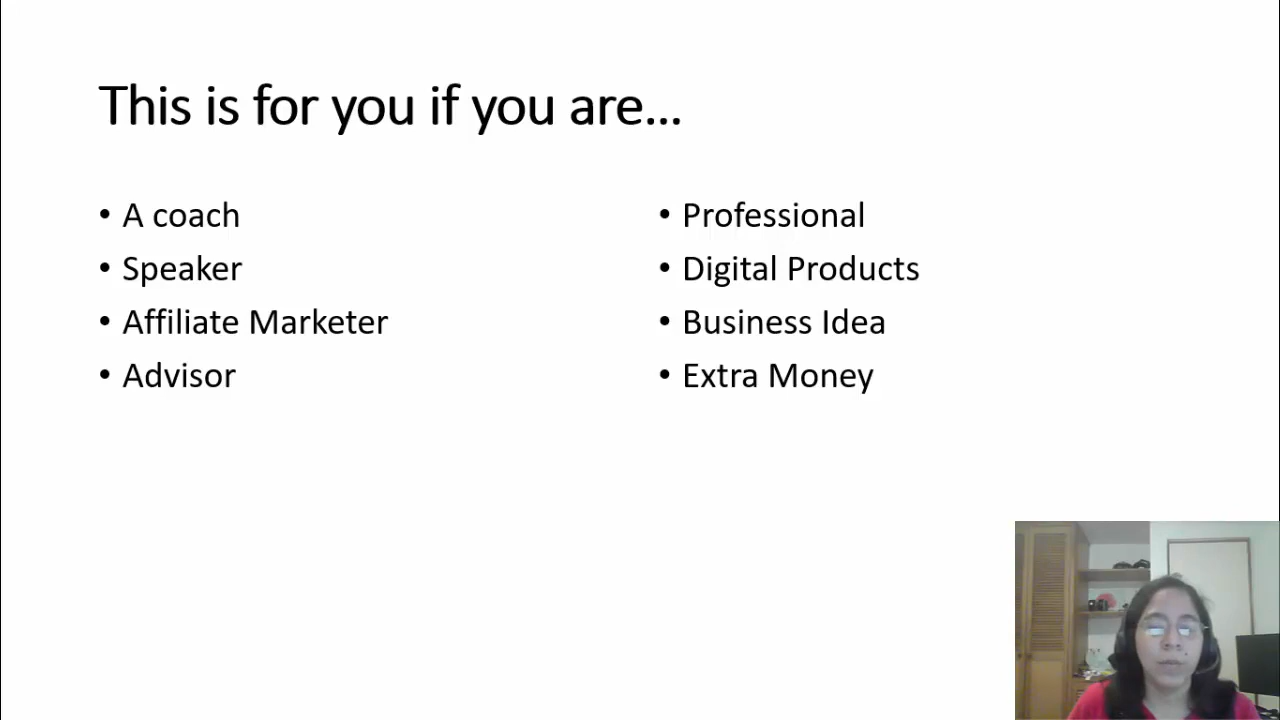 This is for you if you are...
• A coach
• Speaker
• Affiliate Marketer
• Advisor
• Professional
• Digital Products
• Business Idea
• Extra Money